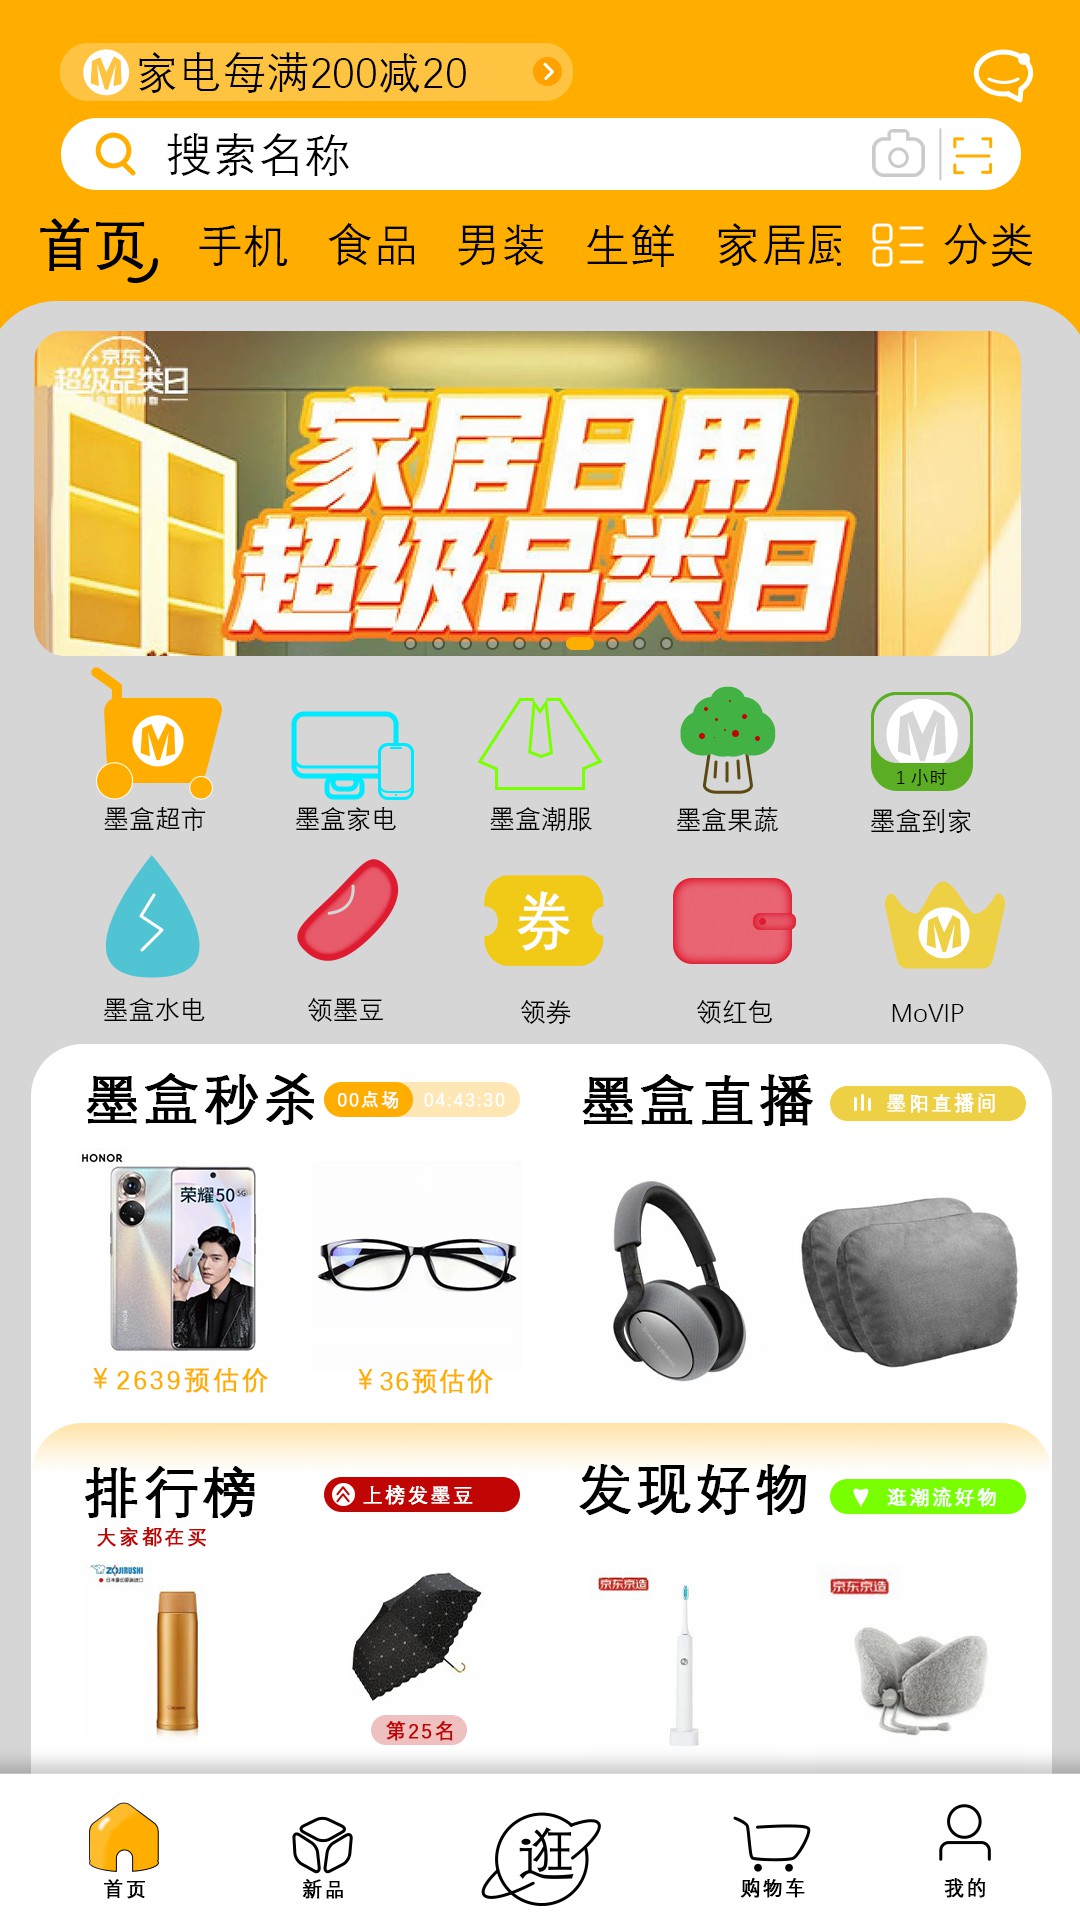 家电每满200减20
搜索名称
首页 手机 食品 男装 生鲜 家居厨 分类
京东
超级品类日
家居日用
超级品类日
墨盒超市 墨盒家电 墨盒潮服 墨盒果蔬 1小时 墨盒到家
墨盒水电 领墨豆 券 领券 领红包 MoVIP
墨盒秒杀 00点场 04:43:30 墨盒直播 墨阳直播间
HONOR
荣耀50 5G
¥2639预估价 ¥36预估价
排行榜 上榜发墨豆 发现好物 逛潮流好物
大家都在买
ZOJIRUSHI 京东京造 京东京造
第25名
首页 新品 逛 购物车 我的